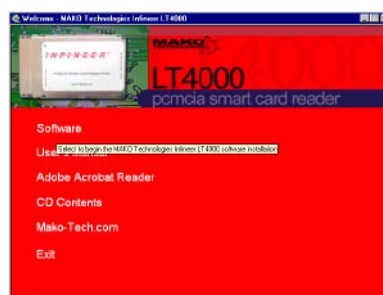 Welcome - MAKO Technologies Infineer LT4000
INFINEER
MAKO
LT4000
pcmcia smart card reader
Software
User's Manual
Select to begin the MAKO Technologies Infineer LT4000 software installation
Adobe Acrobat Reader
CD Contents
Mako-Tech.com
Exit